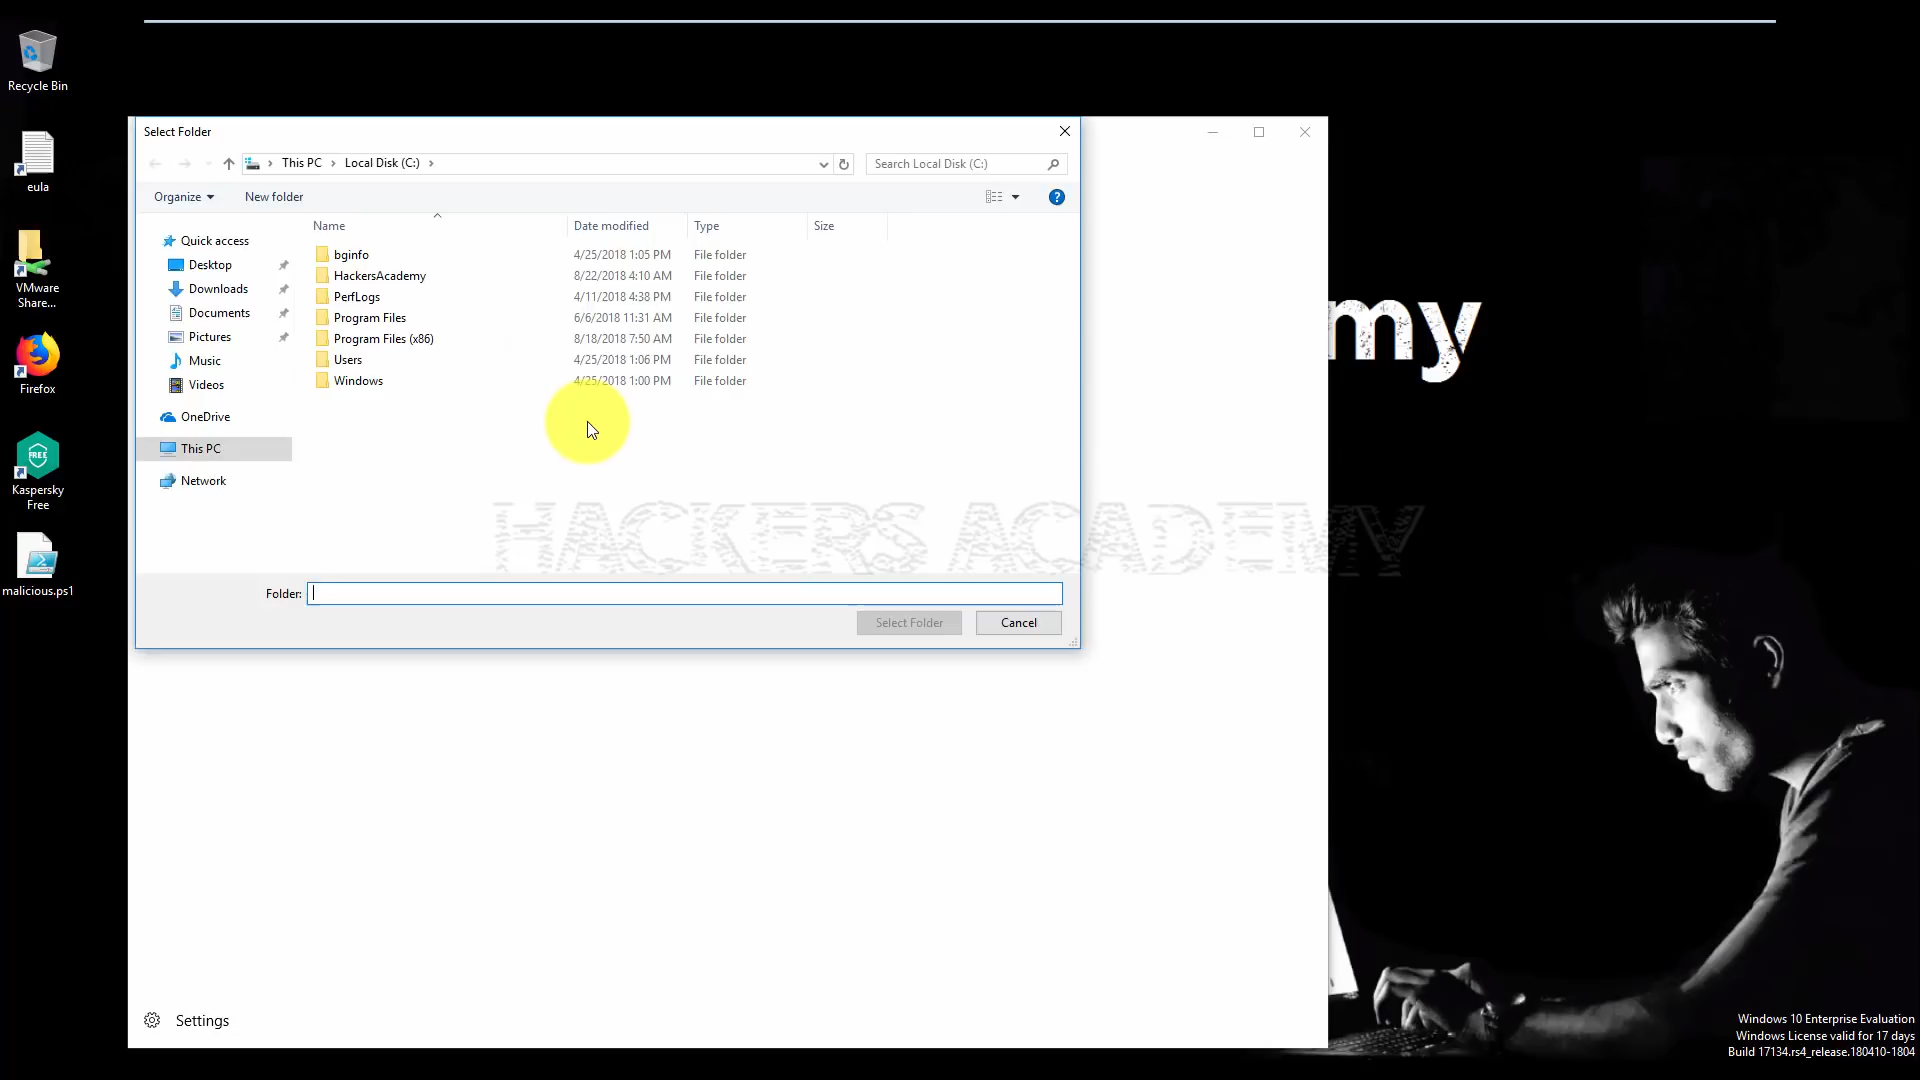 Recycle Bin
eula
VMware
Share...
Firefox
Kaspersky
Free
malicious.ps1
Select Folder
This PC
Local Disk (C:)
Search Local Disk (C:)
Organize
New folder
Name
Date modified
Type
Size
Quick access
Desktop
Downloads
Documents
Pictures
Music
Videos
OneDrive
This PC
Network
bginfo 4/25/2018 1:05 PM File folder
HackersAcademy 8/22/2018 4:10 AM File folder
PerfLogs 4/11/2018 4:38 PM File folder
Program Files 6/6/2018 11:31 AM File folder
Program Files (x86) 8/18/2018 7:50 AM File folder
Users 4/25/2018 1:06 PM File folder
Windows 4/25/2018 1:00 PM File folder
my
HACKERS ACADEMY
Folder:
Select Folder
Cancel
Settings
FREE
Windows 10 Enterprise Evaluation
Windows License valid for 17 days
Build 17134.rs4_release.180410-1804